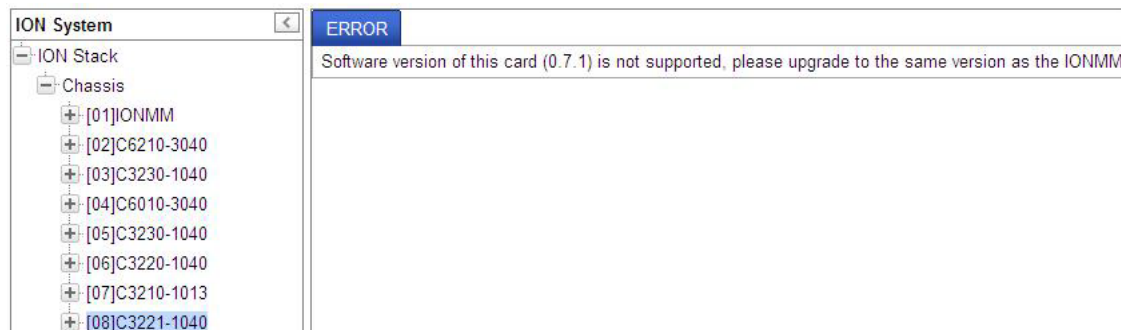 ION System
ION Stack
Chassis
[01]IONMM
[02]C6210-3040
[03]C3230-1040
[04]C6010-3040
[05]C3230-1040
[06]C3220-1040
[07]C3210-1013
[08]C3221-1040
ERROR
Software version of this card (0.7.1) is not supported, please upgrade to the same version as the IONMM